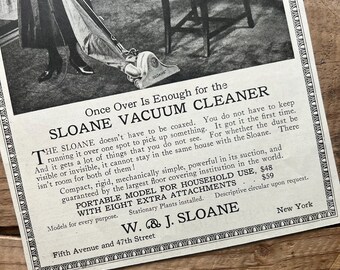 Once Over Is Enough for the
SLOANE VACUUM CLEANER
THE SLOANE doesn't have to be coaxed. You do not have to keep
running it over one spot to pick up something. It got it the first time.
And it gets a lot of things that you do not see. For whether the dust be
visible or invisible, it cannot stay in the same house with the Sloane. There
isn't room for both of them!
Compact, rigid, mechanically simple, powerful in its suction, and
guaranteed by the largest floor covering institution in the world.
PORTABLE MODEL FOR HOUSEHOLD USE, $48
WITH EIGHT EXTRA ATTACHMENTS . $59
Models for every purpose. Stationary Plants installed. Descriptive circular upon request.
W. & J. SLOANE
Fifth Avenue and 47th Street New York